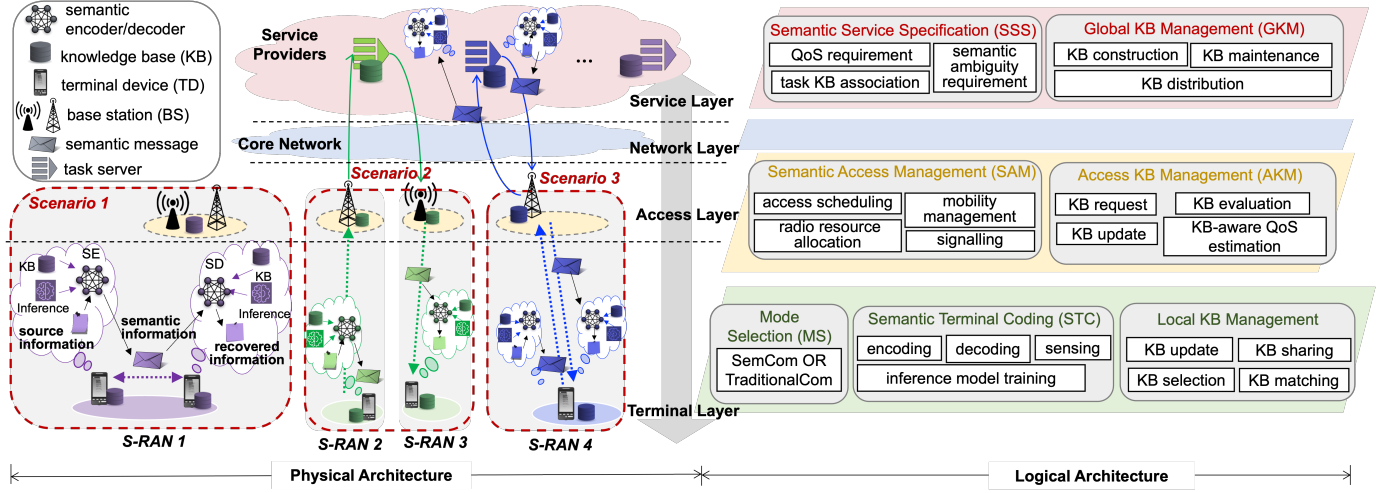 semantic
encoder/decoder
knowledge base (KB)
terminal device (TD)
base station (BS)
semantic message
task server
Service
Providers
...
Service Layer
Core Network
Network Layer
Scenario 1
Scenario 2
Scenario 3
Access Layer
KB
SE
Inference
source
information
semantic
information
SD
KB
Inference
recovered
information
Terminal Layer
S-RAN 1
S-RAN 2
S-RAN 3
S-RAN 4
Physical Architecture
Semantic Service Specification (SSS)
QoS requirement
task KB association
semantic
ambiguity
requirement
Global KB Management (GKM)
KB construction
KB maintenance
KB distribution
Semantic Access Management (SAM)
access scheduling
radio resource
allocation
mobility
management
signalling
Access KB Management (AKM)
KB request
KB evaluation
KB update
KB-aware QoS
estimation
Mode
Selection (MS)
SemCom OR
TraditionalCom
Semantic Terminal Coding (STC)
encoding
decoding
sensing
inference model training
Local KB Management
KB update
KB sharing
KB selection
KB matching
Logical Architecture